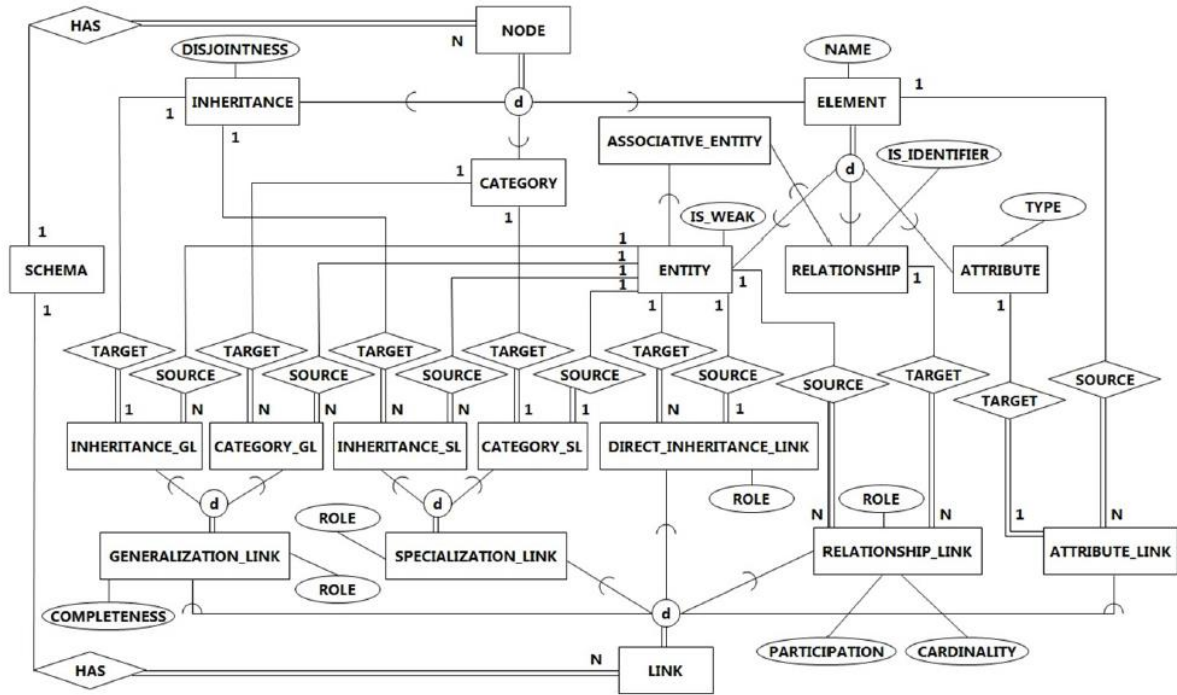 HAS
NODE
N
DISJOINTNESS
NAME
INHERITANCE
d
ELEMENT
1
1
1
ASSOCIATIVE_ENTITY
IS_IDENTIFIER
d
1
CATEGORY
1
TYPE
IS_WEAK
1
SCHEMA
1
1
1
1
1
ENTITY
1
RELATIONSHIP
1
ATTRIBUTE
1
1
1
1
TARGET
TARGET
TARGET
TARGET
TARGET
SOURCE
SOURCE
SOURCE
SOURCE
SOURCE
SOURCE
TARGET
TARGET
SOURCE
1
N
N
N
N
N
1
1
N
1
INHERITANCE_GL
CATEGORY_GL
INHERITANCE_SL
CATEGORY_SL
DIRECT_INHERITANCE_LINK
d
d
ROLE
ROLE
ROLE
N
N
1
N
GENERALIZATION_LINK
SPECIALIZATION_LINK
RELATIONSHIP_LINK
ATTRIBUTE_LINK
ROLE
COMPLETENESS
d
PARTICIPATION
CARDINALITY
HAS
N
LINK